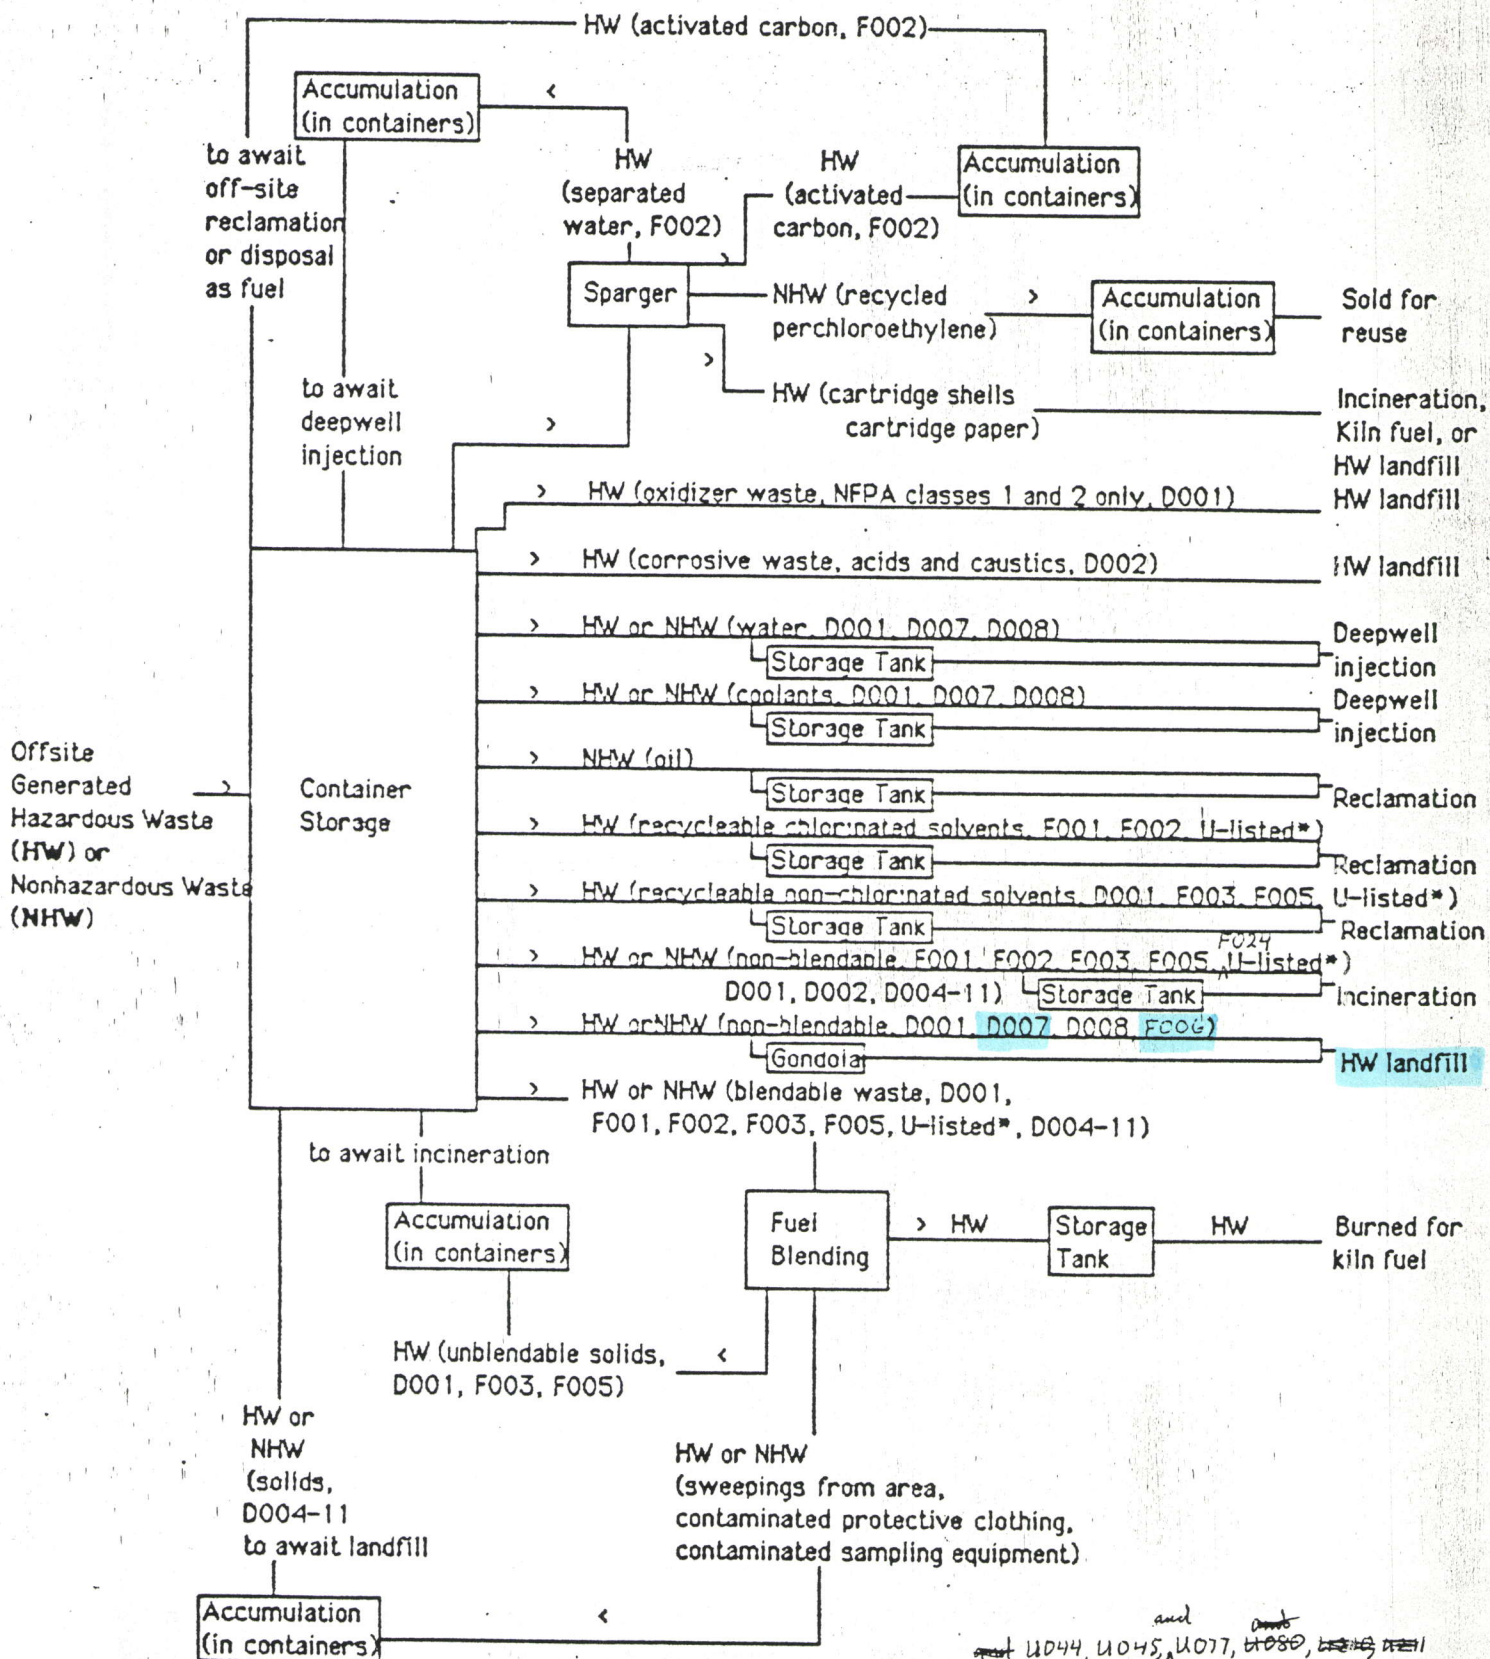 HW (activated carbon, F002)
Accumulation
(in containers)
<
to await
off-site
reclamation
or disposal
as fuel
HW
(separated
water, F002)
HW
(activated
carbon, F002)
Accumulation
(in containers)
>
Sparger
NHW (recycled
perchloroethylene)
>
Accumulation
(in containers)
Sold for
reuse
>
HW (cartridge shells
cartridge paper)
Incineration,
Kiln fuel, or
HW landfill
to await
deepwell
injection
>
> HW (oxidizer waste, NFPA classes 1 and 2 only, D001)
HW landfill
> HW (corrosive waste, acids and caustics, D002)
HW landfill
> HW or NHW (water, D001, D007, D008)
Storage Tank
Deepwell
injection
> HW or NHW (coolants, D001, D007, D008)
Storage Tank
Deepwell
injection
Offsite
Generated
Hazardous Waste
(HW) or
Nonhazardous Waste
(NHW)
>
Container
Storage
> NHW (oil)
Storage Tank
Reclamation
> HW (recycleable chlorinated solvents, F001, F002, U-listed*)
Storage Tank
Reclamation
> HW (recycleable non-chlorinated solvents, D001, F003, F005, U-listed*)
Storage Tank
Reclamation
F024
> HW or NHW (non-blendable, F001, F002, F003, F005, U-listed*)
D001, D002, D004-11)
Storage Tank
Incineration
> HW orNHW (non-blendable, D001, D007, D008, F006)
Gondola
HW landfill
> HW or NHW (blendable waste, D001,
F001, F002, F003, F005, U-listed*, D004-11)
to await incineration
Accumulation
(in containers)
Fuel
Blending
> HW
Storage
Tank
HW
Burned for
kiln fuel
HW (unblendable solids,
D001, F003, F005)
<
HW or
NHW
(solids,
D004-11
to await landfill
HW or NHW
(sweepings from area,
contaminated protective clothing,
contaminated sampling equipment)
Accumulation
(in containers)
<
and and
and U044, U045, U077, U080,